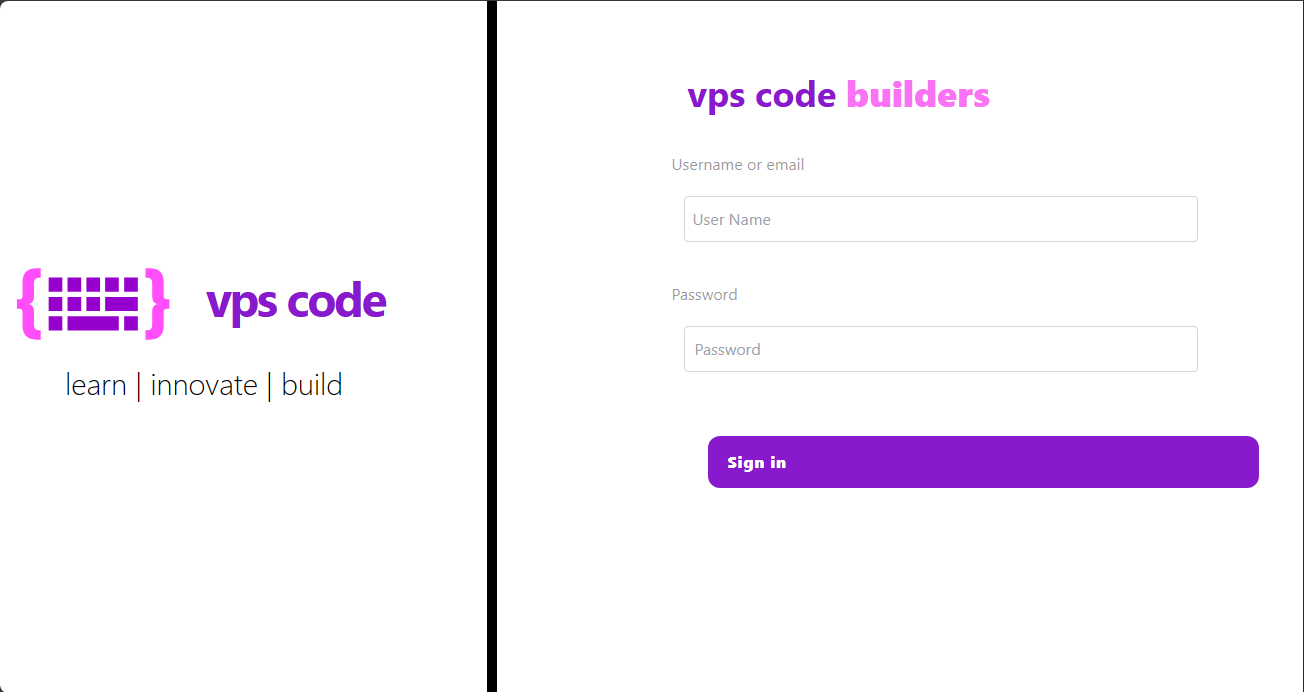 vps code
learn | innovate | build
vps code builders
Username or email
User Name
Password
Password
Sign in